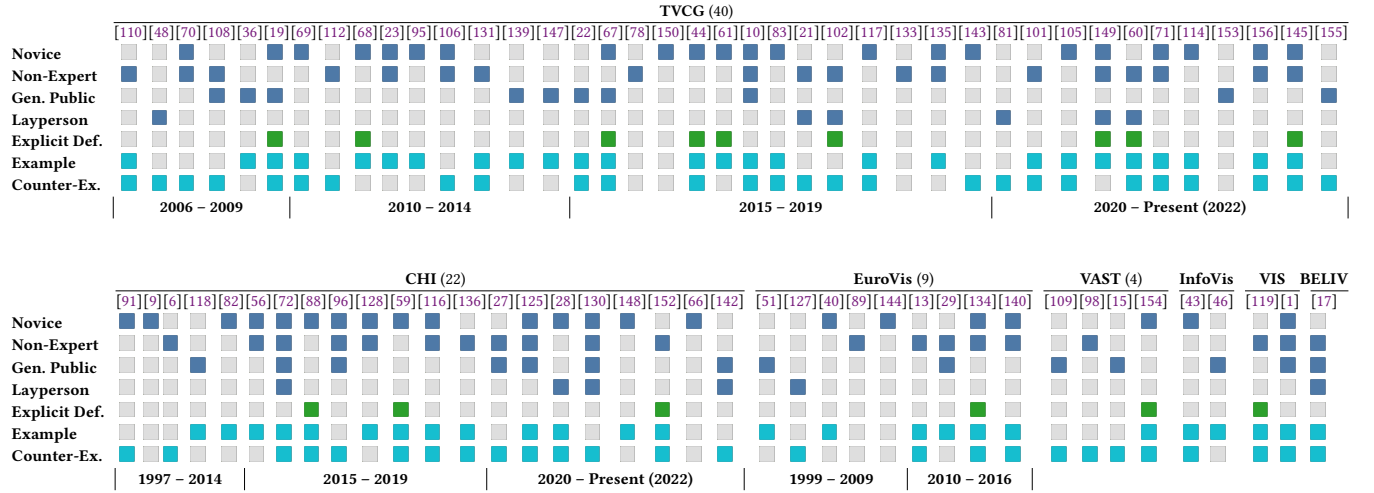 TVCG (40)
[110] [48] [70] [108] [36] [19] [69] [112] [68] [23] [95] [106] [131] [139] [147] [22] [67] [78] [150] [44] [61] [10] [83] [21] [102] [117] [133] [135] [143] [81] [101] [105] [149] [60] [71] [114] [153] [156] [145] [155]
Novice
Non-Expert
Gen. Public
Layperson
Explicit Def.
Example
Counter-Ex.
2006 – 2009 2010 – 2014 2015 – 2019 2020 – Present (2022)
CHI (22) EuroVis (9) VAST (4) InfoVis VIS BELIV
[91] [9] [6] [118] [82] [56] [72] [88] [96] [128] [59] [116] [136] [27] [125] [28] [130] [148] [152] [66] [142] [51] [127] [40] [89] [144] [13] [29] [134] [140] [109] [98] [15] [154] [43] [46] [119] [1] [17]
Novice
Non-Expert
Gen. Public
Layperson
Explicit Def.
Example
Counter-Ex.
1997 – 2014 2015 – 2019 2020 – Present (2022) 1999 – 2009 2010 – 2016